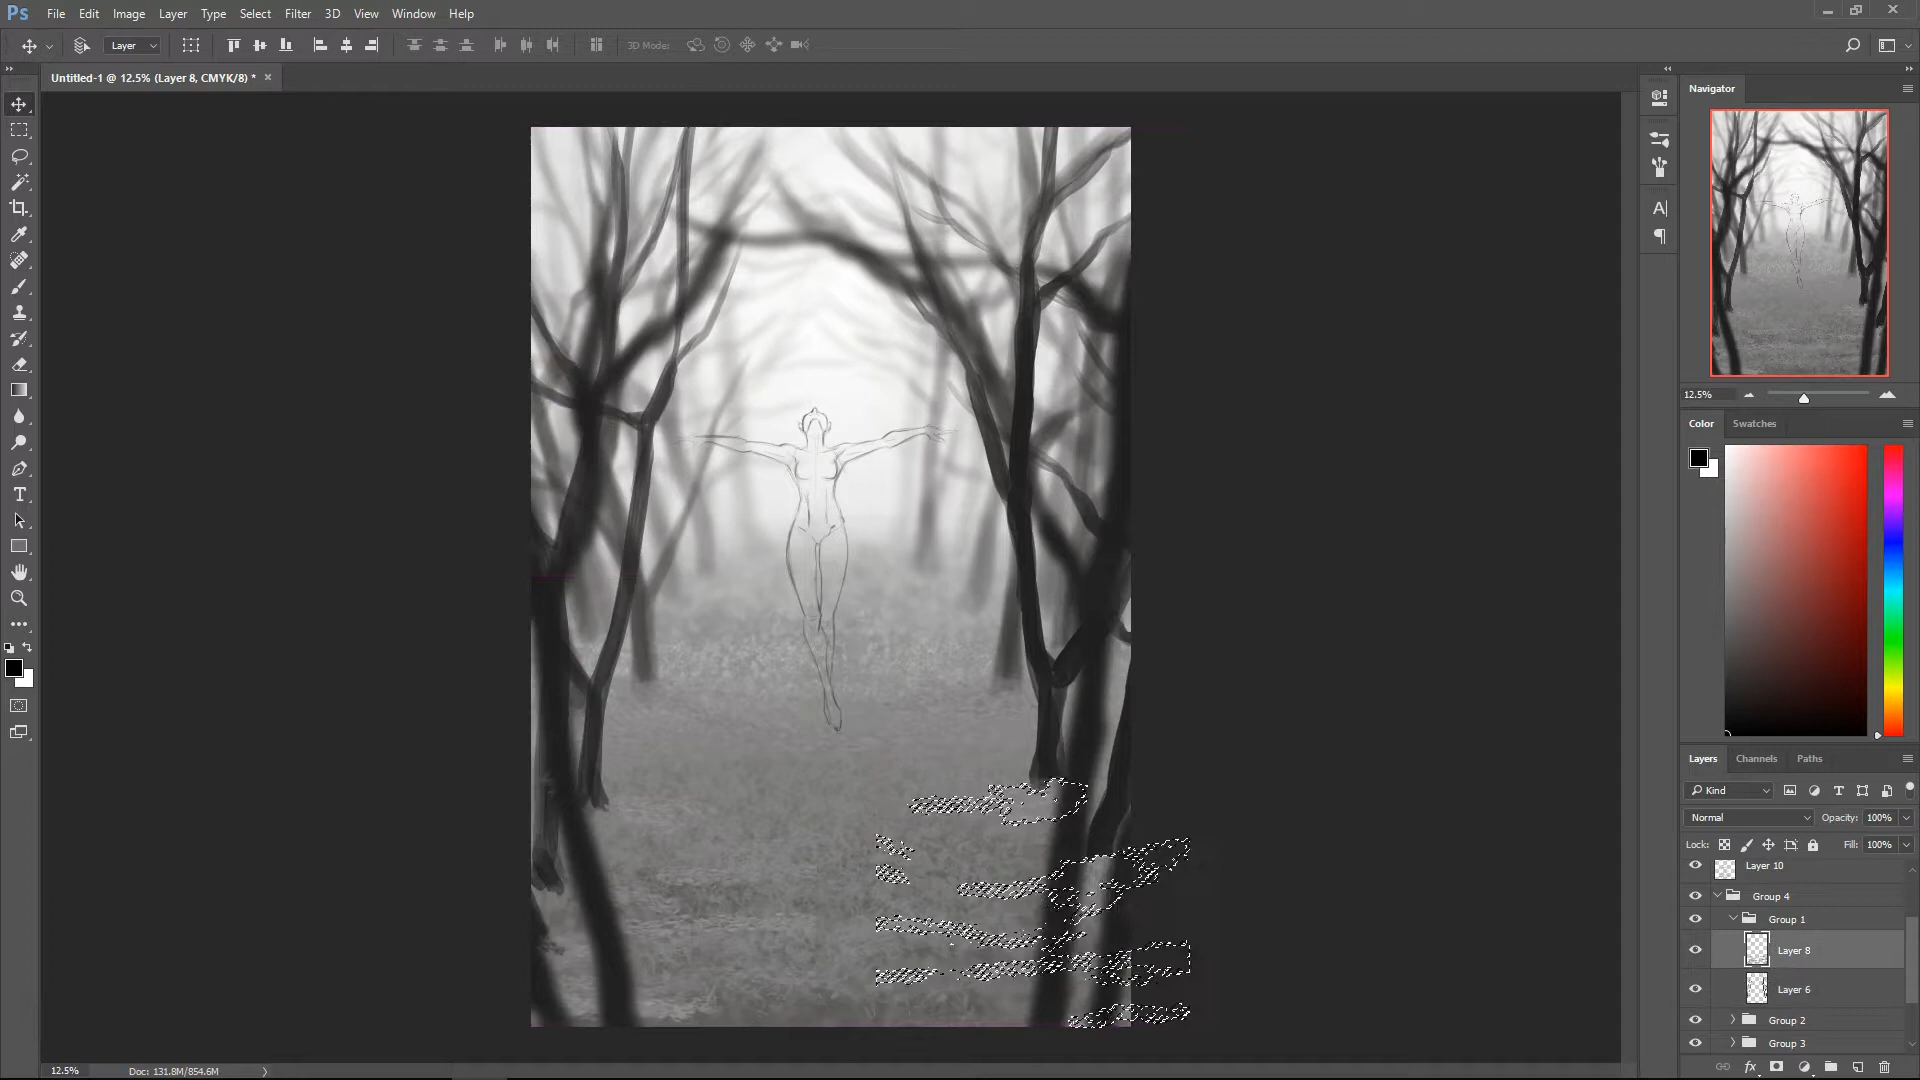 Ps File Edit Image Layer Type Select Filter 3D View Window Help
Layer 3D Mode:
Untitled-1 @ 12.5% (Layer 8, CMYK/8) * ×
Navigator
12.5%
Color Swatches
Layers Channels Paths
Kind
Normal Opacity: 100%
Lock: Fill: 100%
Layer 10
Group 4
Group 1
Layer 8
Layer 6
Group 2
Group 3
12.5% Doc: 131.8M/854.6M